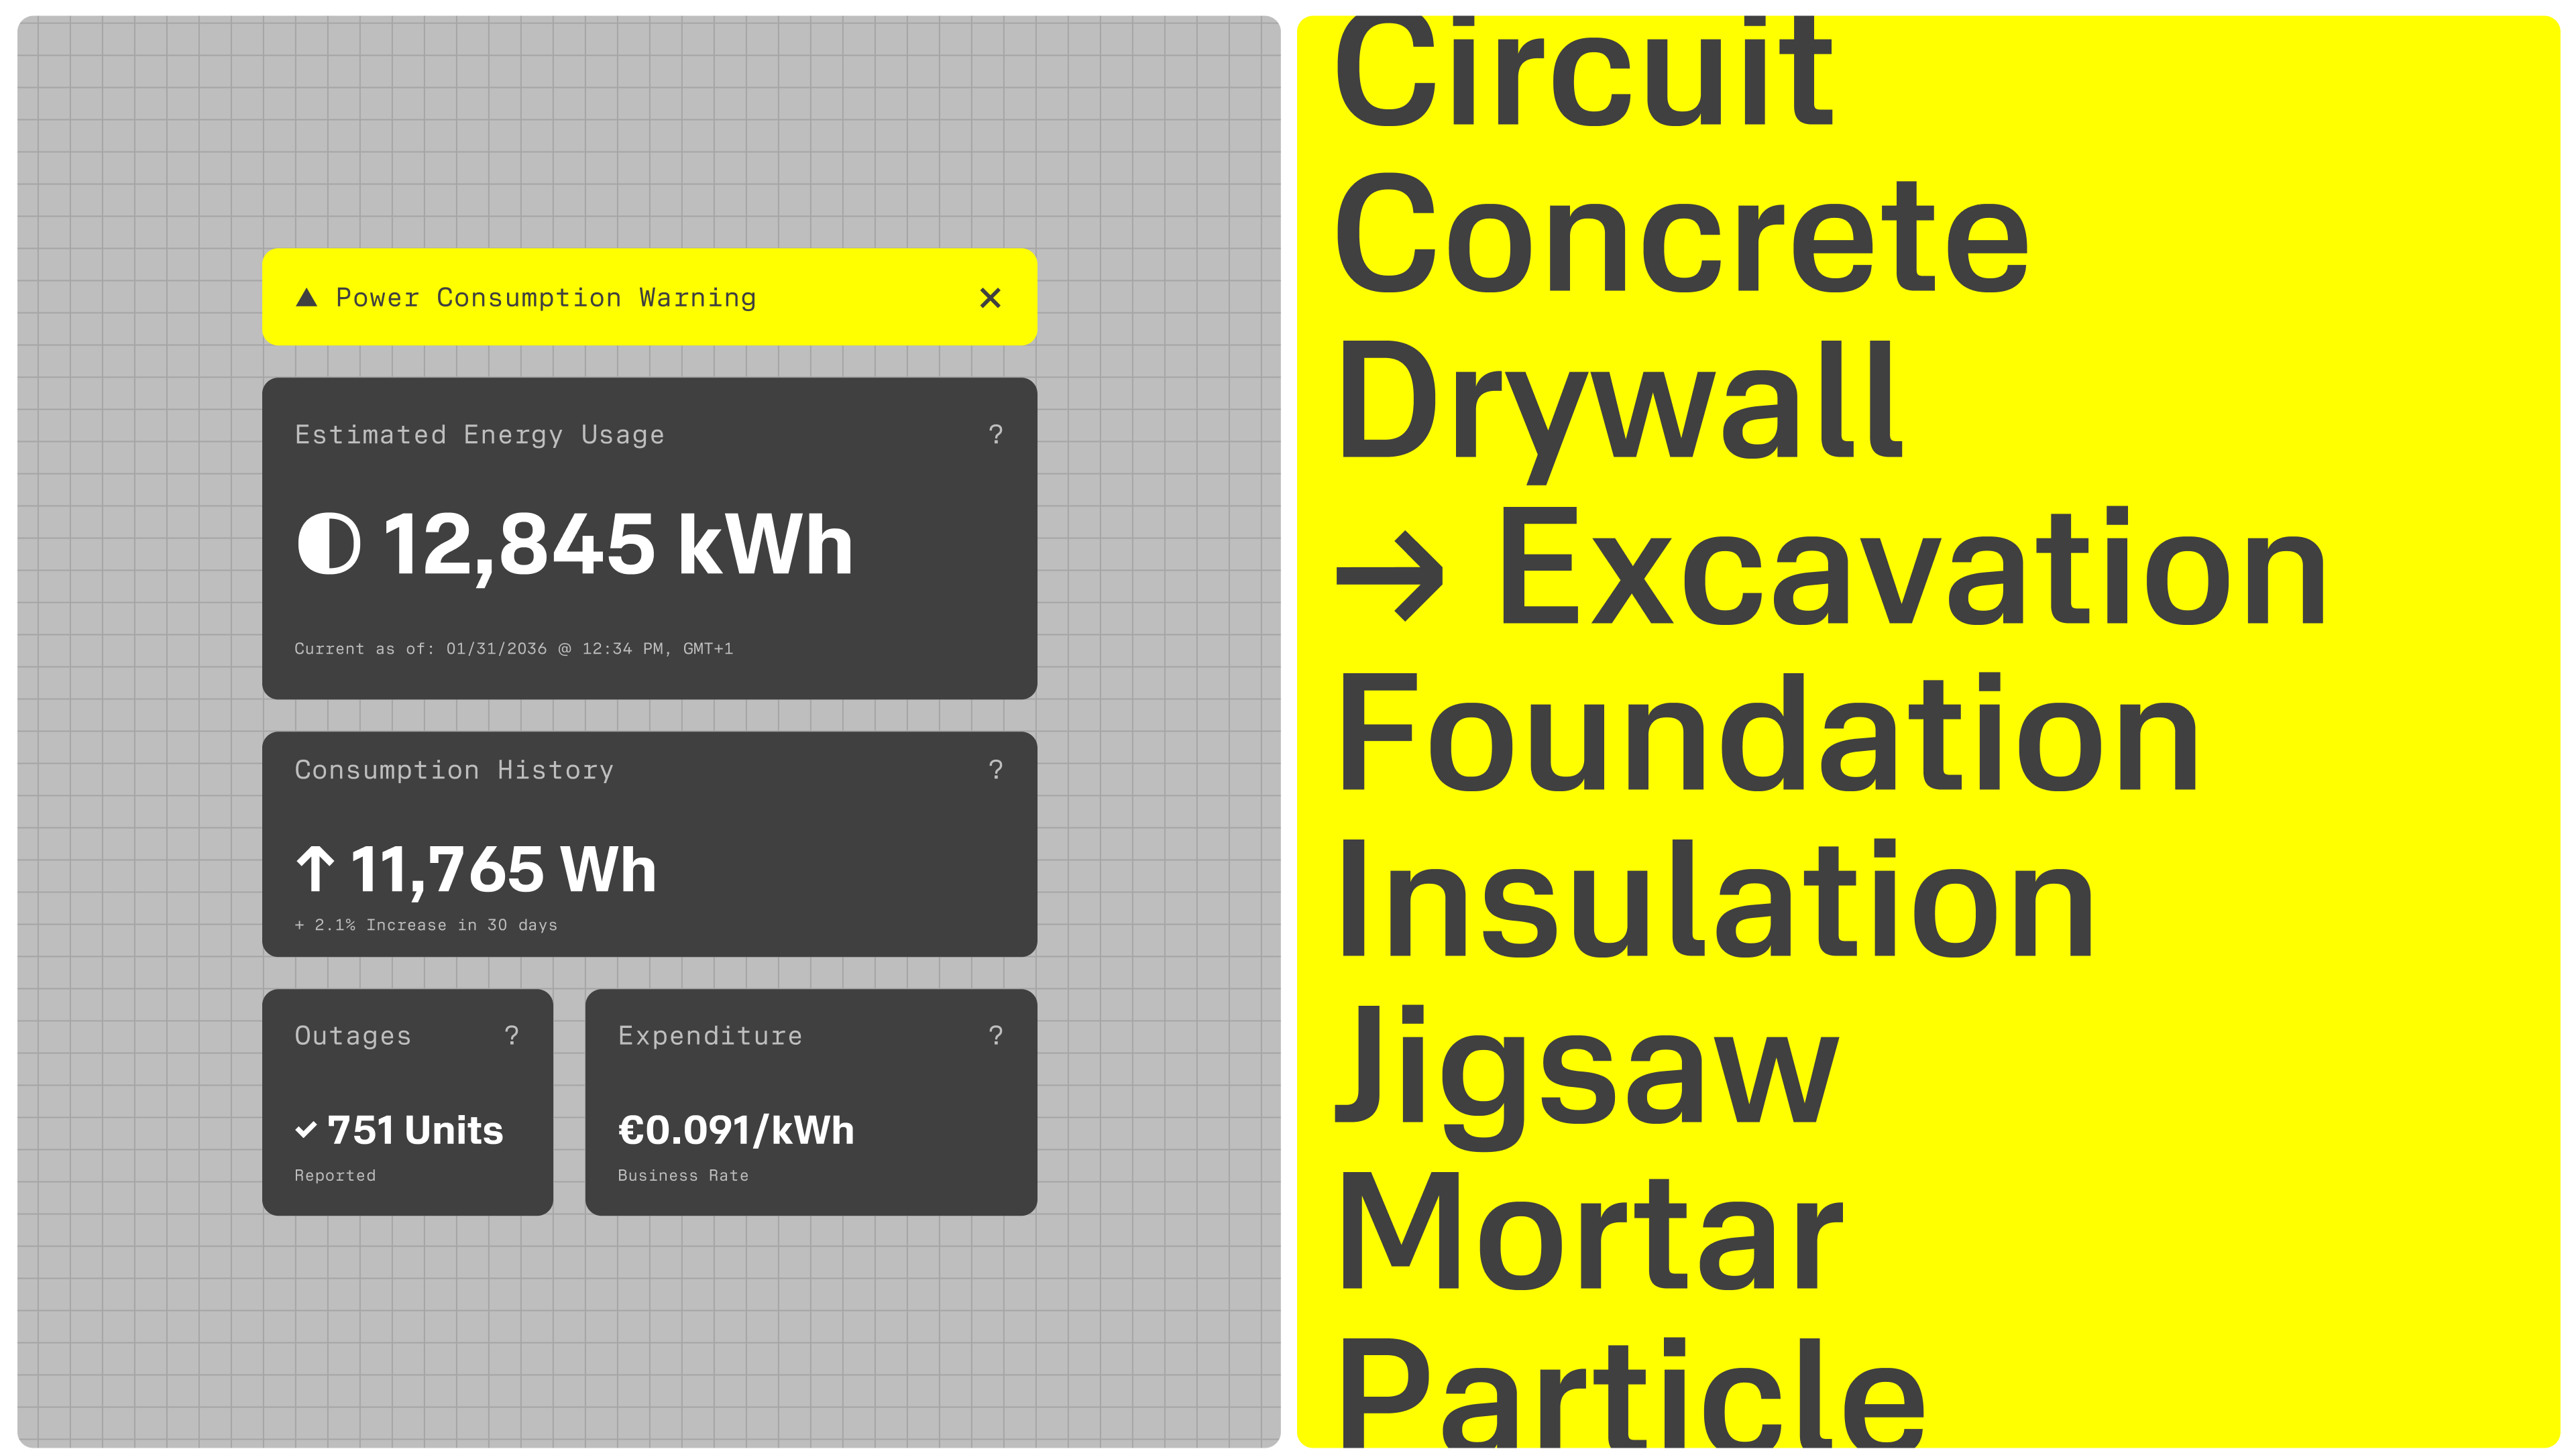 ▲ Power Consumption Warning ×
Estimated Energy Usage ?
◐ 12,845 kWh
Current as of: 01/31/2036 @ 12:34 PM, GMT+1
Consumption History ?
↑ 11,765 Wh
+ 2.1% Increase in 30 days
Outages ?
✓ 751 Units
Reported
Expenditure ?
€0.091/kWh
Business Rate
Circuit
Concrete
Drywall
→ Excavation
Foundation
Insulation
Jigsaw
Mortar
Particle